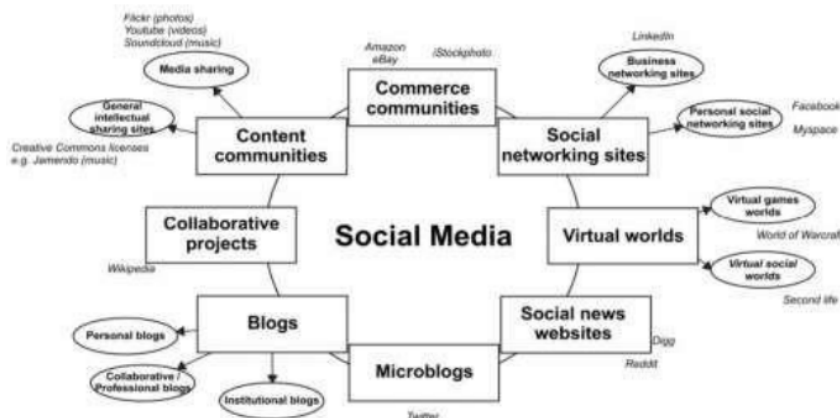 Flickr (photos)
Youtube (videos)
Soundcloud (music)
Media sharing
General
intellectual
sharing sites
Creative Commons licenses
e.g. Jamendo (music)
Content
communities
Amazon
eBay
iStockphoto
Commerce
communities
LinkedIn
Business
networking sites
Personal social
networking sites
Facebook
Myspace
Social
networking sites
Collaborative
projects
Wikipedia
Social Media
Virtual worlds
Virtual games
worlds
World of Warcraft
Virtual social
worlds
Second life
Blogs
Personal blogs
Collaborative /
Professional blogs
Institutional blogs
Microblogs
Twitter
Social news
websites
Digg
Reddit